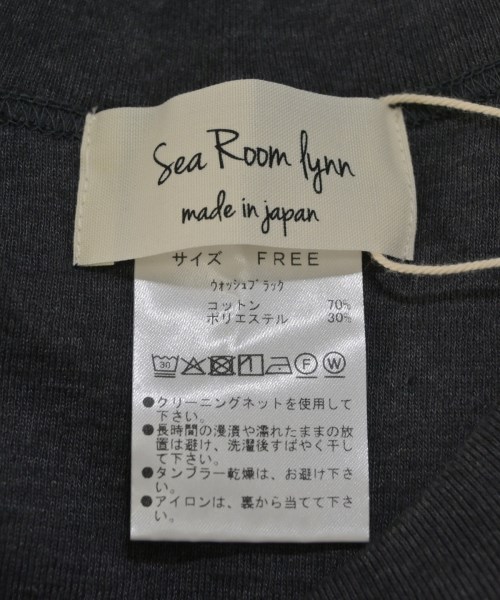 Sea Room lynn
made in japan
サイズ FREE
ウォッシュブラック
コットン 70%
ポリエステル 30%
30
F W
●クリーニングネットを使用して
下さい。
●長時間の浸漬や濡れたままの放
置は避け、洗濯後すばやく干し
て下さい。
●タンブラー乾燥は、お避け下さ
い。
●アイロンは、裏から当てて下さ
い。